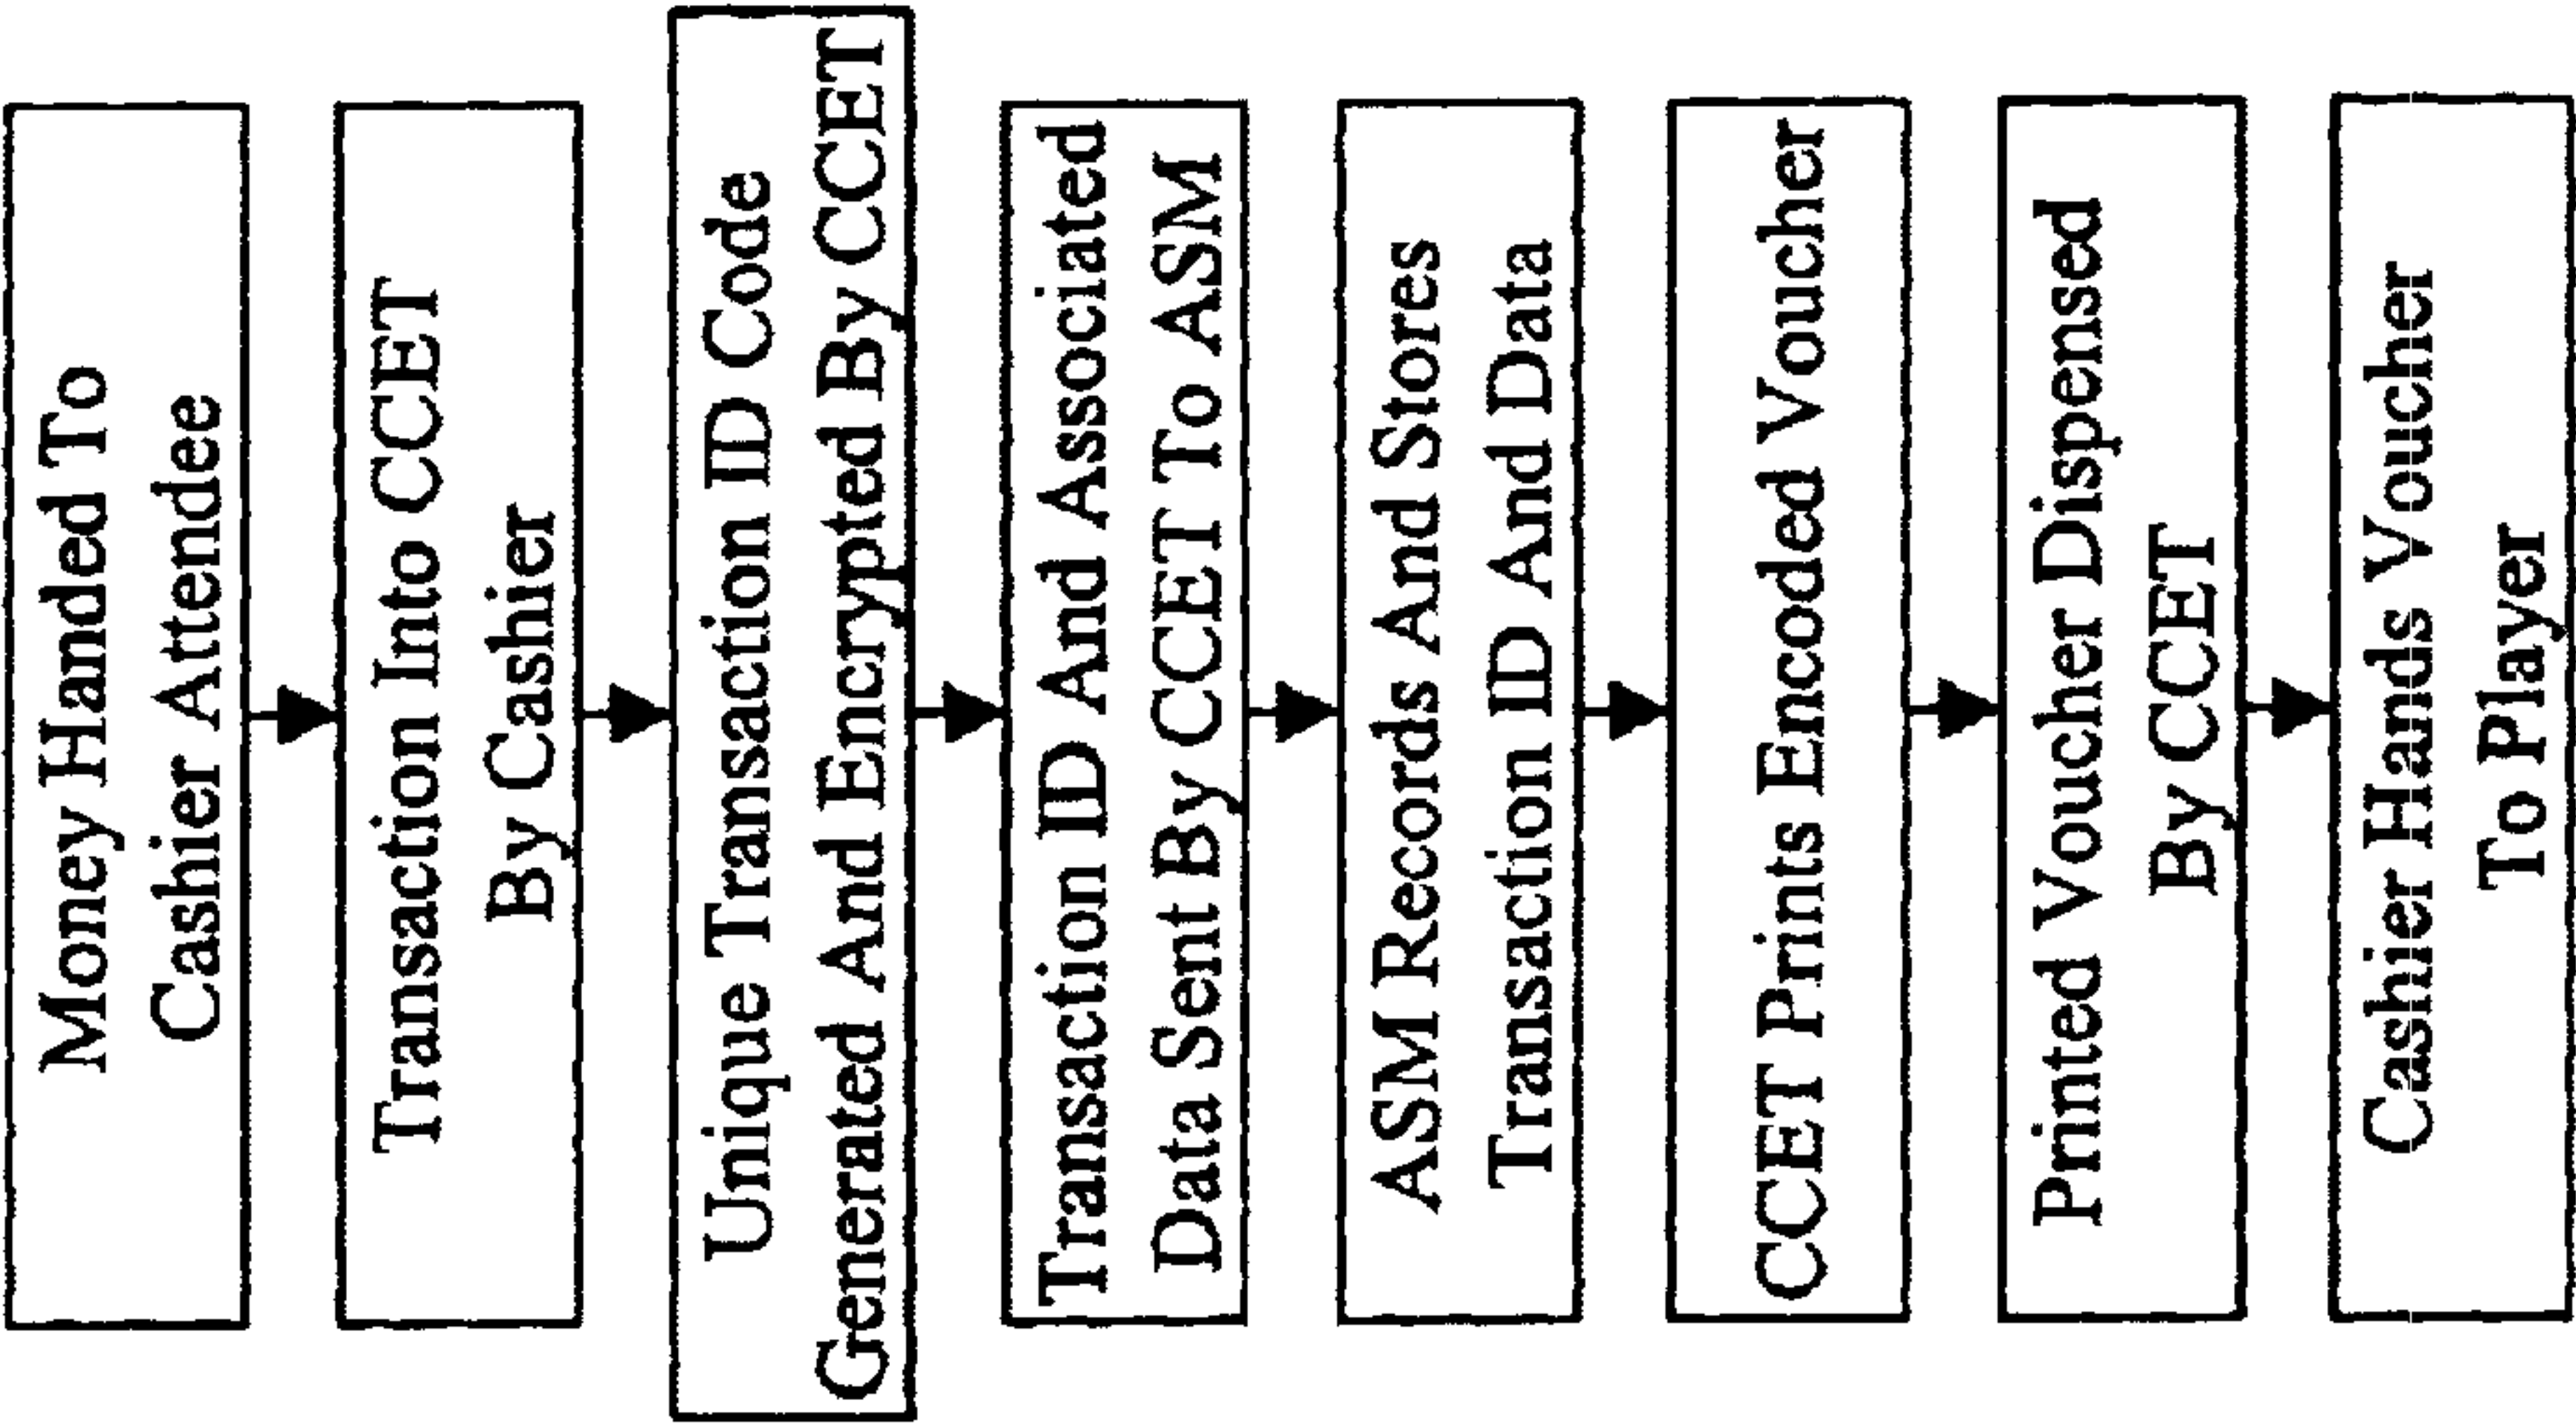 Money Handed To
Cashier Attendee
Transaction Into CCET
By Cashier
Unique Transaction ID Code
Generated And Encrypted By CCET
Transaction ID And Associated
Data Sent By CCET To ASM
ASM Records And Stores
Transaction ID And Data
CCET Prints Encoded Voucher
Printed Voucher Dispensed
By CCET
Cashier Hands Voucher
To Player